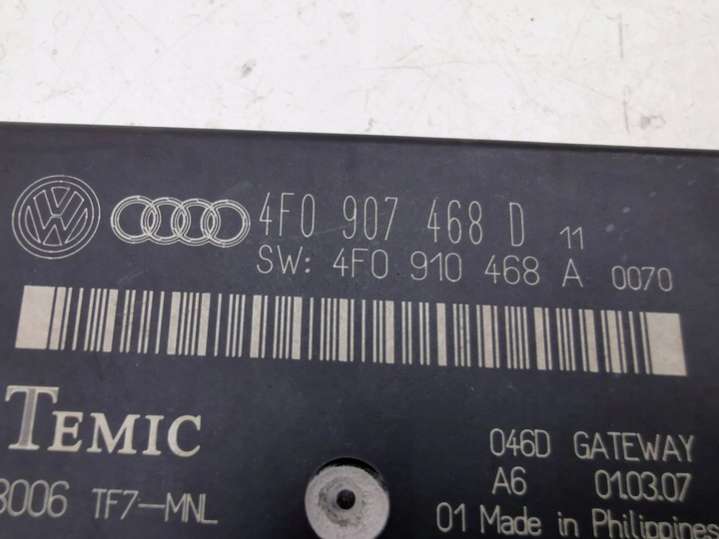 4F0 907 468 D 11
SW: 4F0 910 468 A 0070
TEMIC
046D GATEWAY
A6 01.03.07
8006 TF7-MNL
01 Made in Philippines